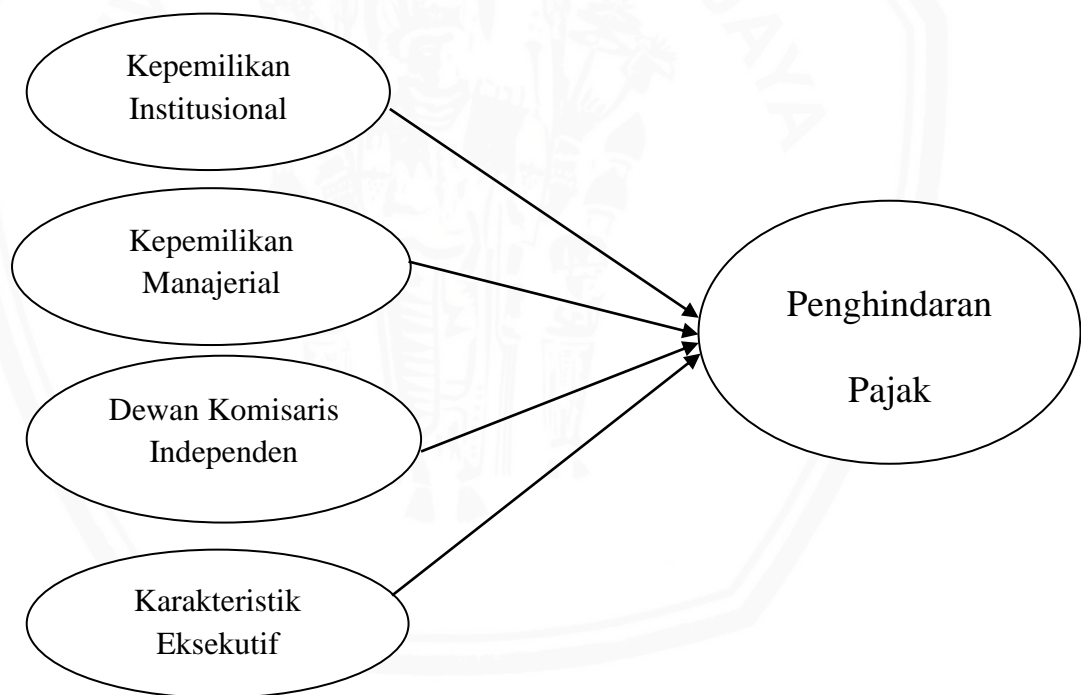 Kepemilikan
Institusional
Kepemilikan
Manajerial
Dewan Komisaris
Independen
Karakteristik
Eksekutif
Penghindaran
Pajak